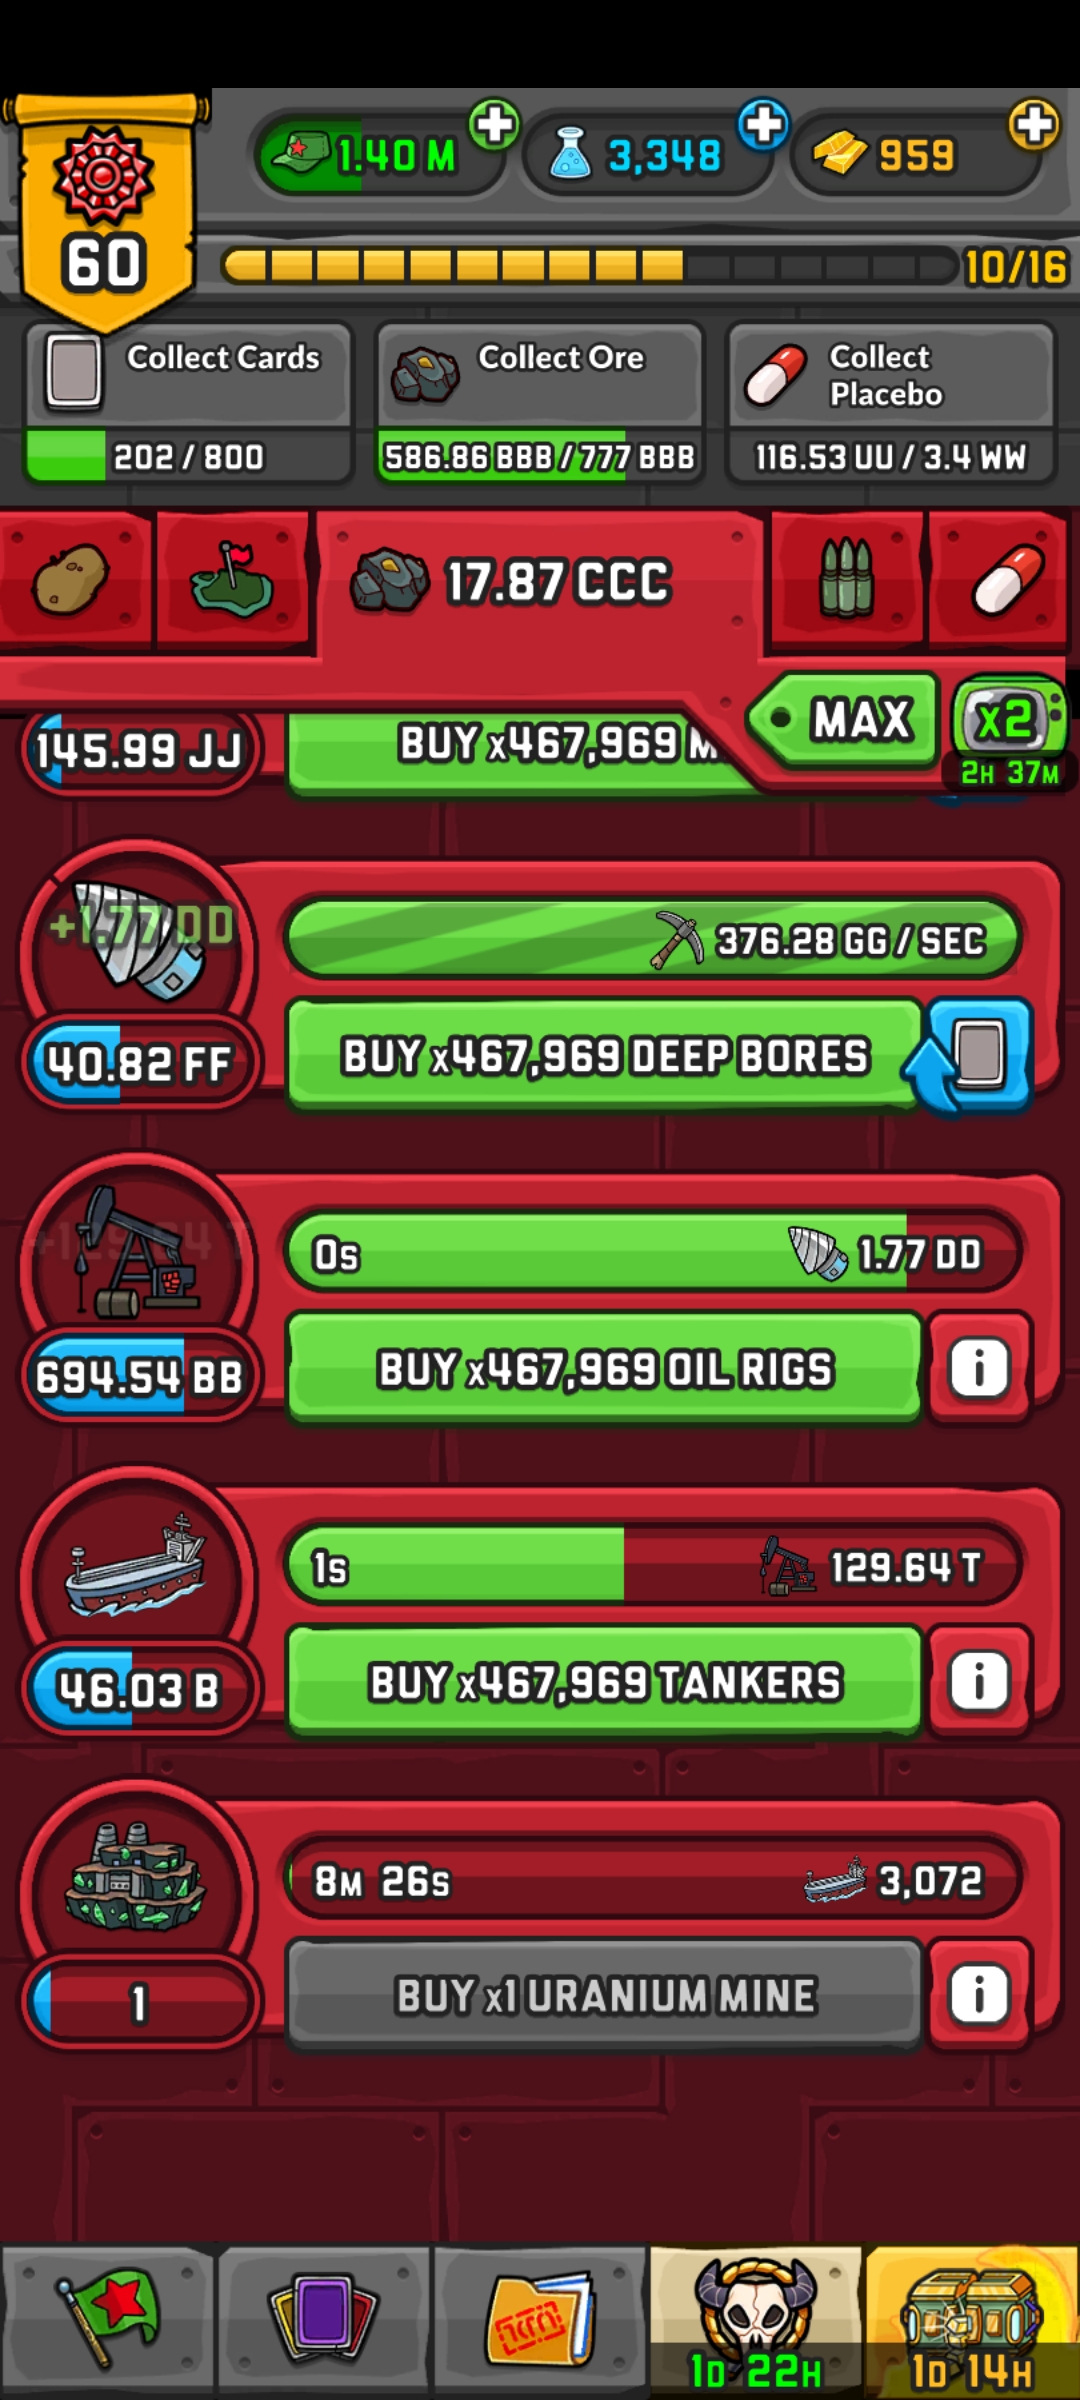 1.40 M
3,348
959
60
10/16
Collect Cards
202 / 800
Collect Ore
586.86 BBB / 777 BBB
Collect
Placebo
116.53 UU / 3.4 WW
17.87 CCC
MAX
x2
2H 37M
145.99 JJ
BUY x467,969 M
+1.77 DD
376.28 GG / SEC
40.82 FF
BUY x467,969 DEEP BORES
+129.64 T
0s
1.77 DD
694.54 BB
BUY x467,969 OIL RIGS
i
1s
129.64 T
46.03 B
BUY x467,969 TANKERS
i
8M 26s
3,072
1
BUY x1 URANIUM MINE
i
1D 22H
1D 14H